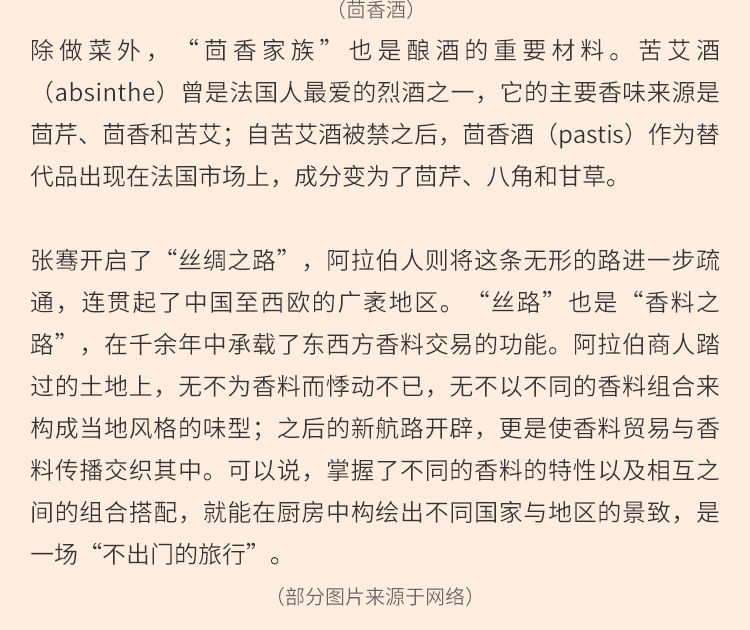 （茴香酒）
除做菜外，“茴香家族”也是酿酒的重要材料。苦艾酒
（absinthe）曾是法国人最爱的烈酒之一，它的主要香味来源是
茴芹、茴香和苦艾；自苦艾酒被禁之后，茴香酒（pastis）作为替
代品出现在法国市场上，成分变为了茴芹、八角和甘草。
张骞开启了“丝绸之路”，阿拉伯人则将这条无形的路进一步疏
通，连贯起了中国至西欧的广袤地区。“丝路”也是“香料之
路”，在千余年中承载了东西方香料交易的功能。阿拉伯商人踏
过的土地上，无不为香料而悸动不已，无不以不同的香料组合来
构成当地风格的味型；之后的新航路开辟，更是使香料贸易与香
料传播交织其中。可以说，掌握了不同的香料的特性以及相互之
间的组合搭配，就能在厨房中构绘出不同国家与地区的景致，是
一场“不出门的旅行”。
（部分图片来源于网络）